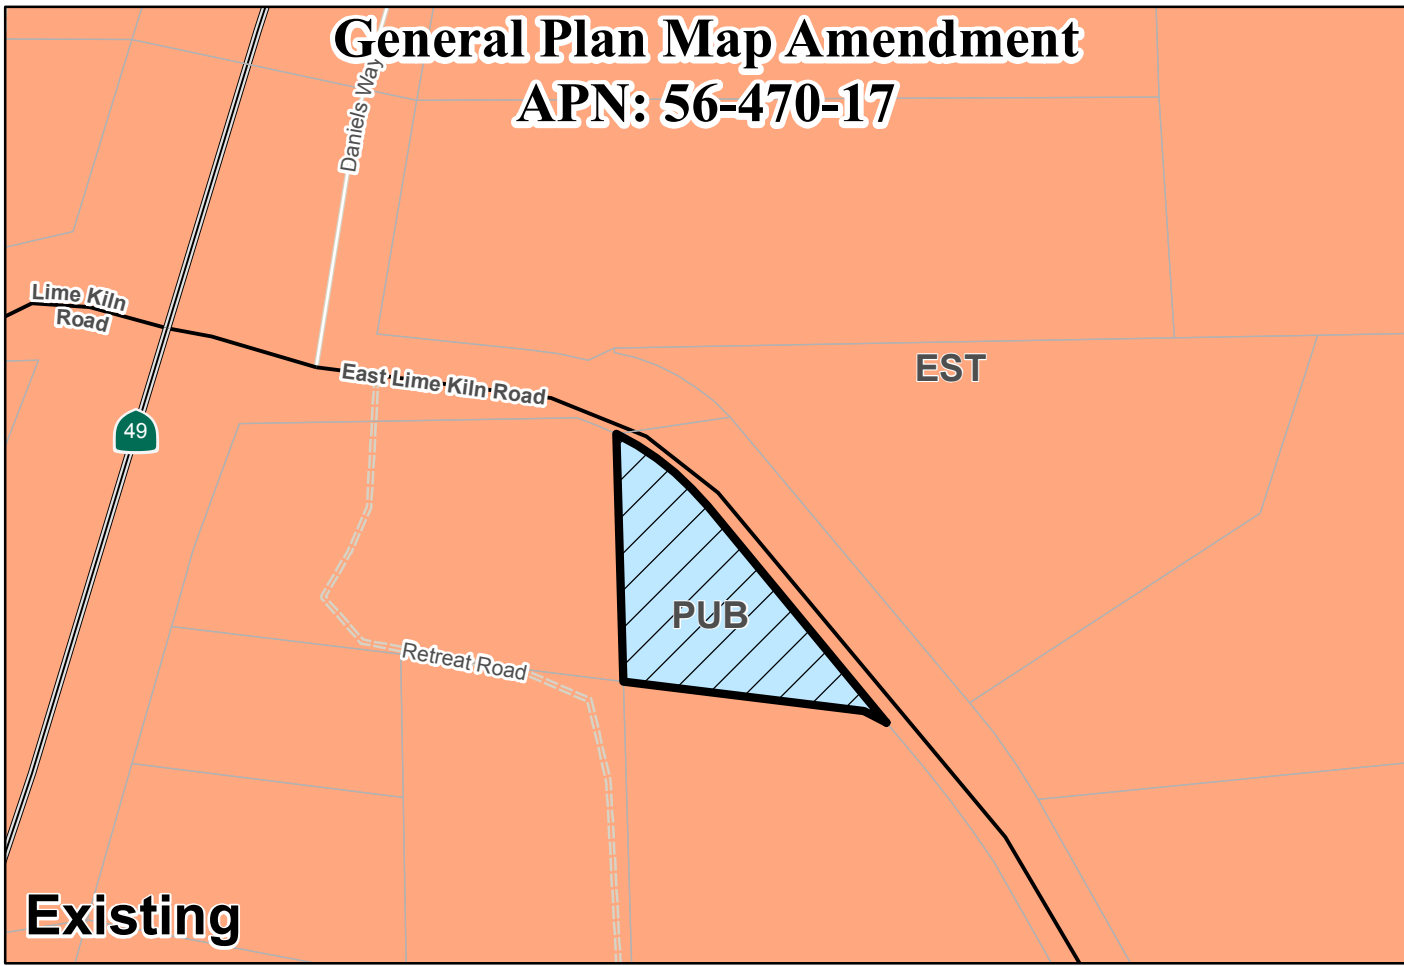 General Plan Map Amendment
APN: 56-470-17
Daniels Way
Lime Kiln
Road
East Lime Kiln Road
EST
49
PUB
Retreat Road
Existing